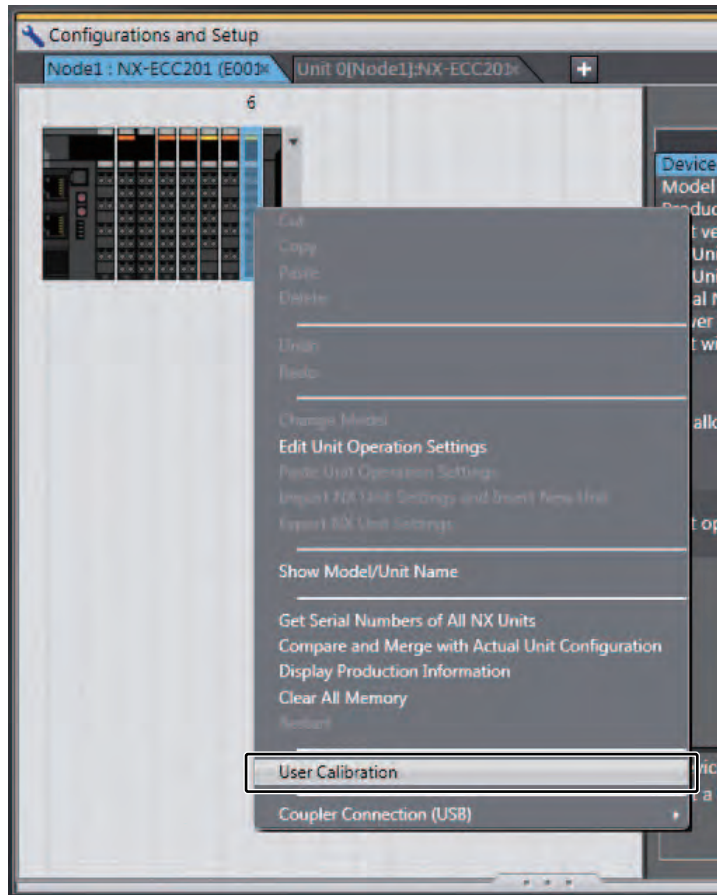 Configurations and Setup
Node1 : NX-ECC201 (E001
Unit 0[Node1]:NX-ECC201
6
Device
Model
Cut
Copy
Paste
Delete
Undo
Redo
Change Model
Edit Unit Operation Settings
Paste Unit Operation Settings
Import NX Unit Settings and Insert New Unit
Export NX Unit Settings
Show Model/Unit Name
Get Serial Numbers of All NX Units
Compare and Merge with Actual Unit Configuration
Display Production Information
Clear All Memory
Restart
User Calibration
Coupler Connection (USB)